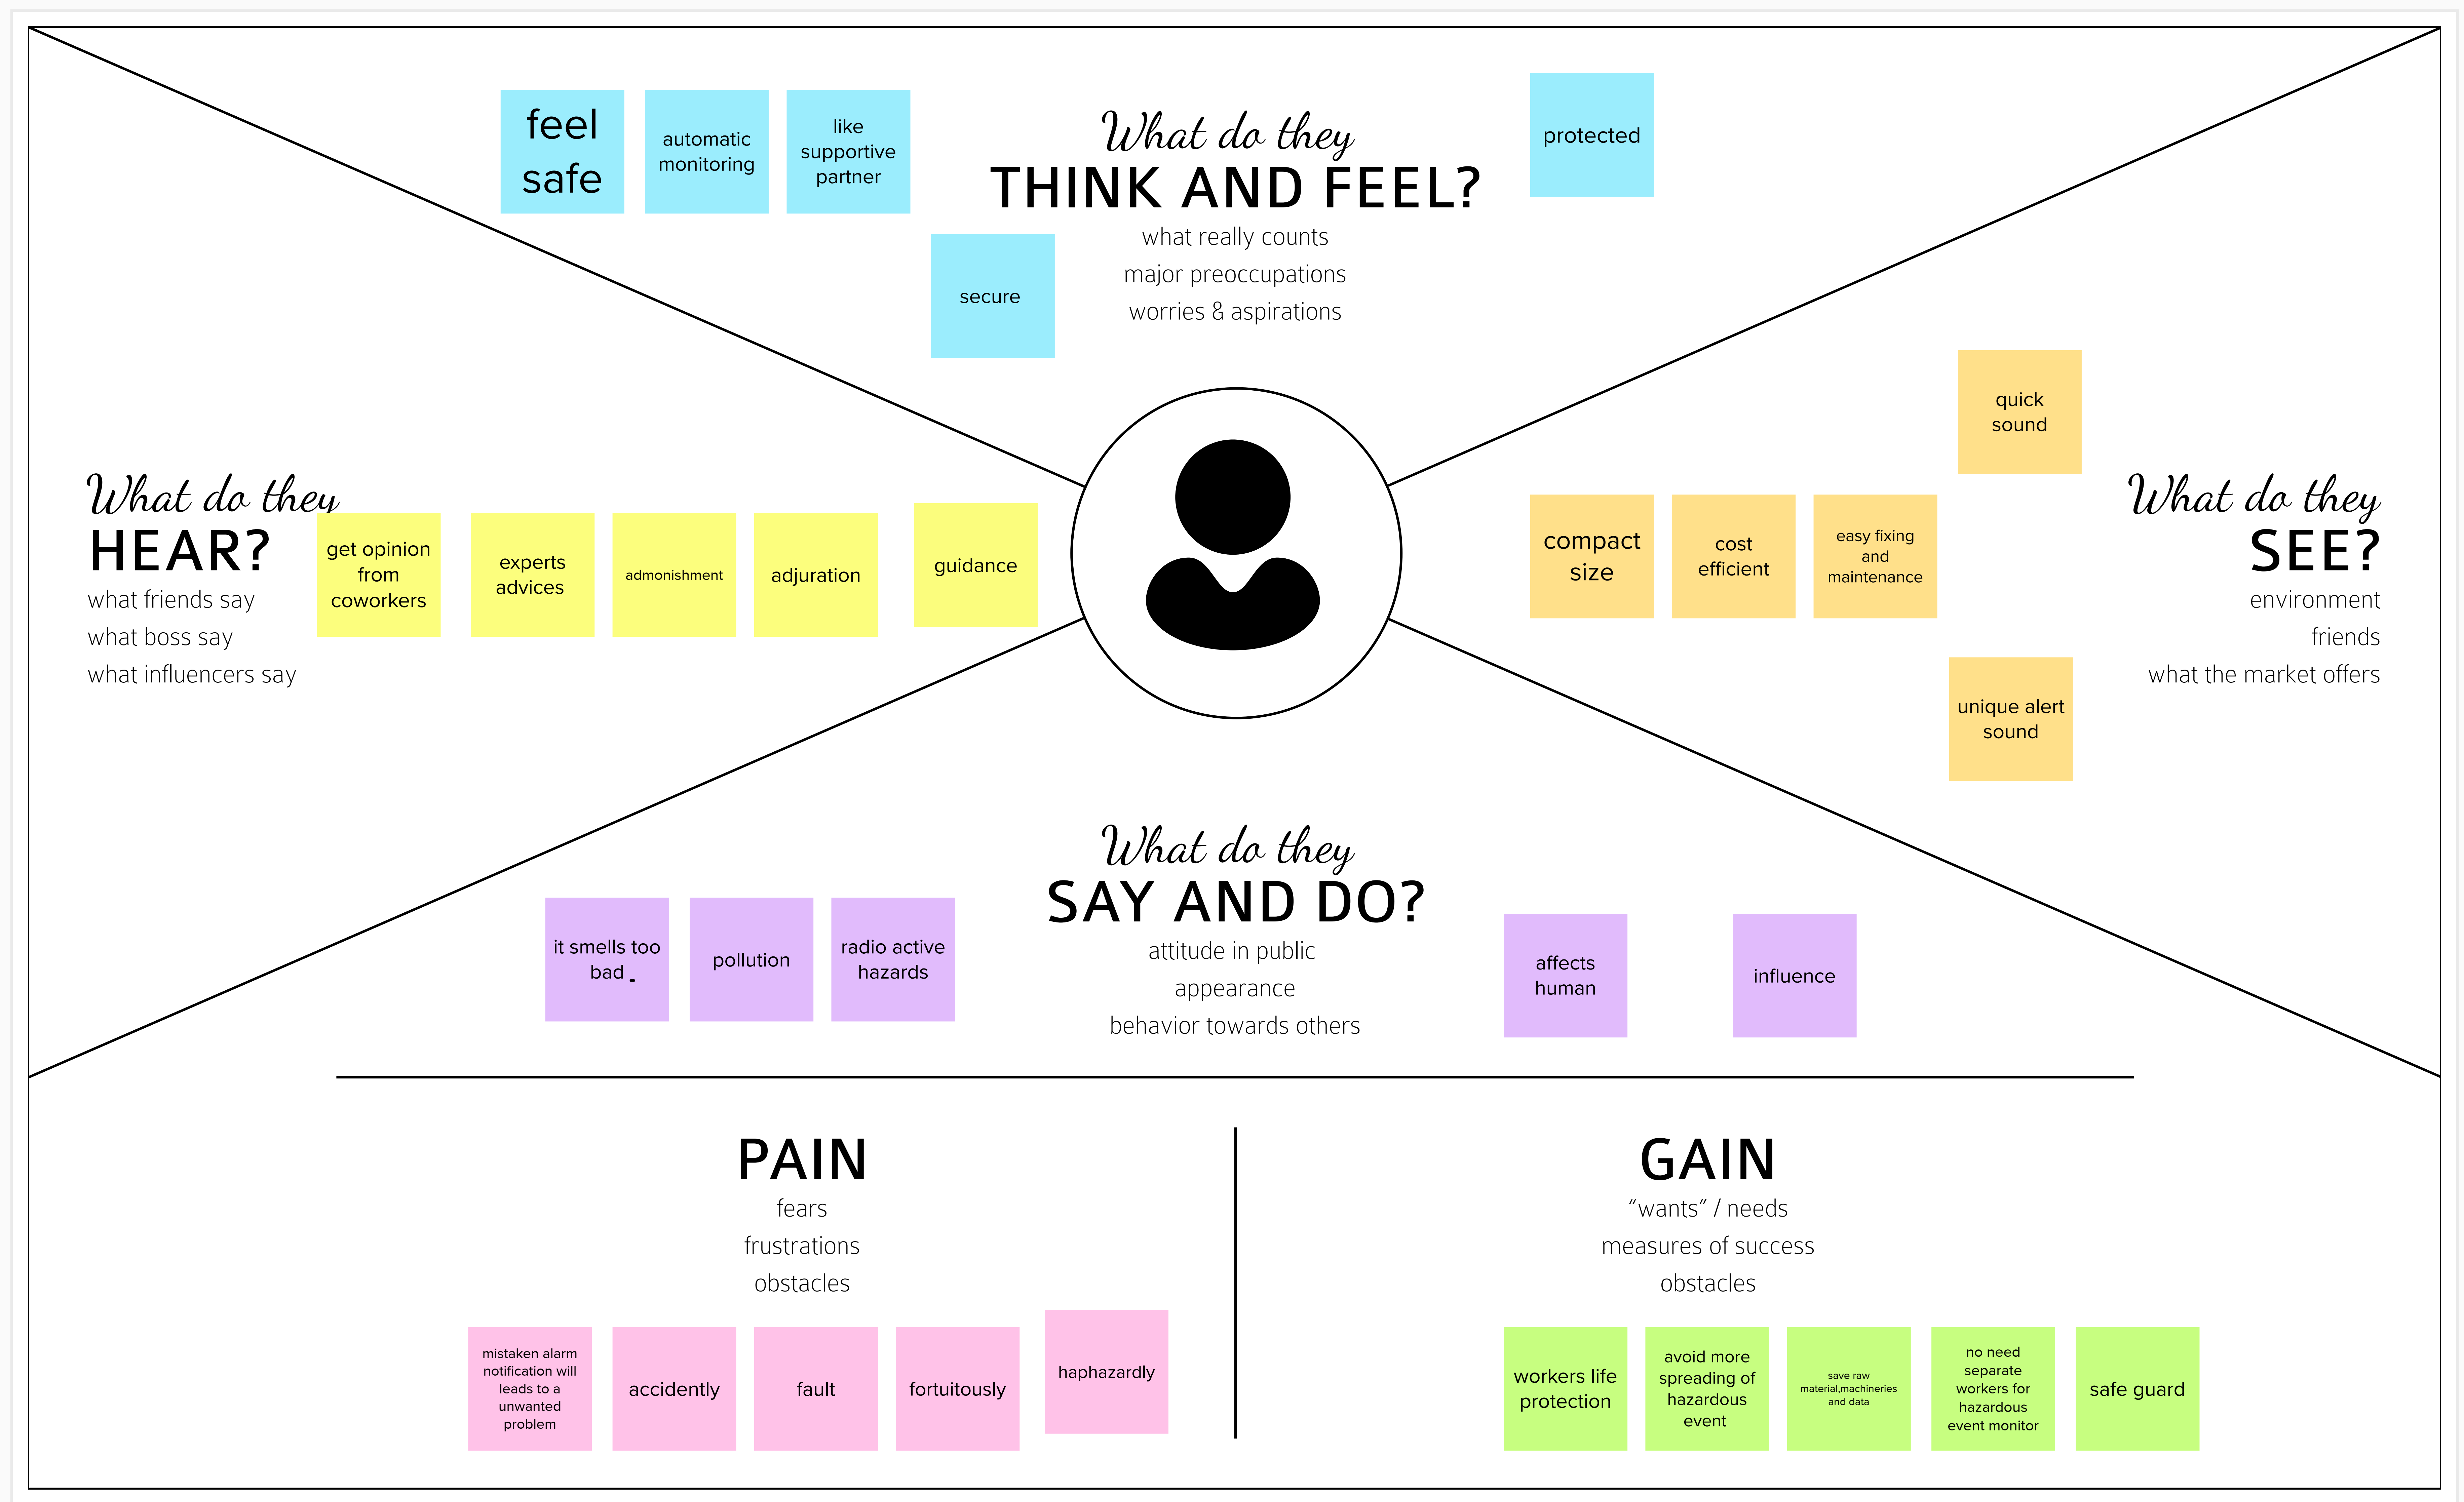 feel
safe
automatic
monitoring
like
supportive
partner
secure
What do they
THINK AND FEEL?
what really counts
major preoccupations
worries & aspirations
protected
What do they
HEAR?
what friends say
what boss say
what influencers say
get opinion
from
coworkers
experts
advices
admonishment
adjuration
guidance
compact
size
cost
efficient
easy fixing
and
maintenance
quick
sound
unique alert
sound
What do they
SEE?
environment
friends
what the market offers
What do they
SAY AND DO?
attitude in public
appearance
behavior towards others
it smells too
bad .
pollution
radio active
hazards
affects
human
influence
PAIN
fears
frustrations
obstacles
mistaken alarm
notification will
leads to a
unwanted
problem
accidently
fault
fortuitously
haphazardly
GAIN
“wants” / needs
measures of success
obstacles
workers life
protection
avoid more
spreading of
hazardous
event
save raw
material,machineries
and data
no need
separate
workers for
hazardous
event monitor
safe guard